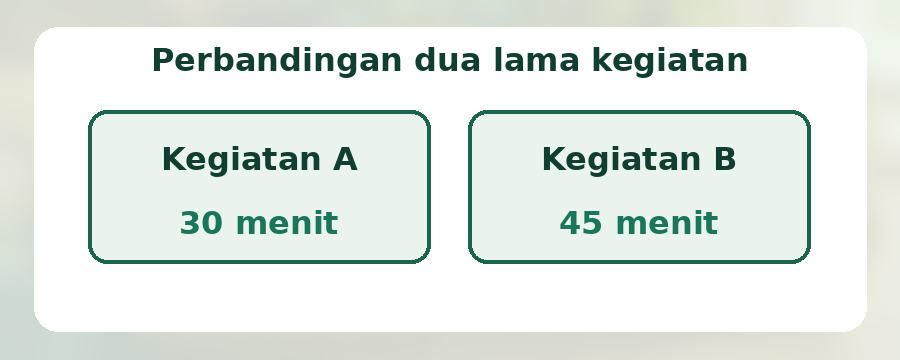 Perbandingan dua lama kegiatan
Kegiatan A
30 menit
Kegiatan B
45 menit